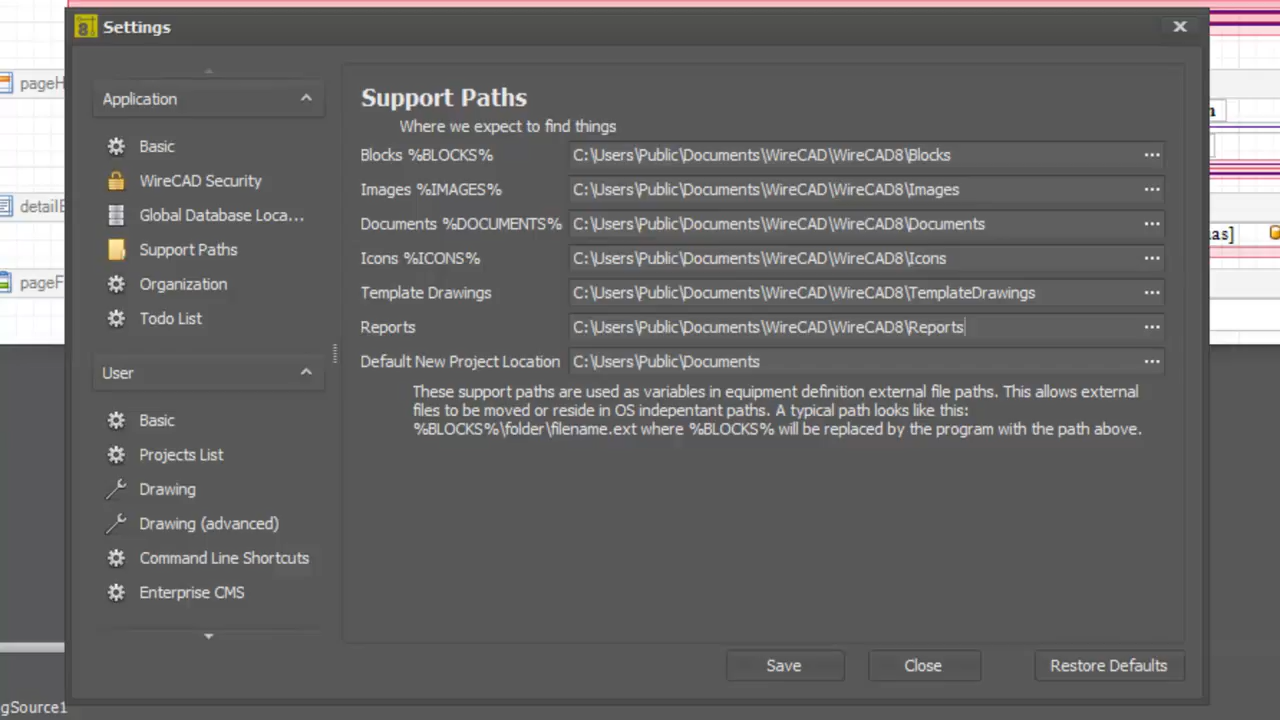 Settings
Application
Basic
WireCAD Security
Global Database Loca...
Support Paths
Organization
Todo List
User
Basic
Projects List
Drawing
Drawing (advanced)
Command Line Shortcuts
Enterprise CMS
Support Paths
Where we expect to find things
Blocks %BLOCKS% C:\Users\Public\Documents\WireCAD\WireCAD8\Blocks ...
Images %IMAGES% C:\Users\Public\Documents\WireCAD\WireCAD8\Images ...
Documents %DOCUMENTS% C:\Users\Public\Documents\WireCAD\WireCAD8\Documents ...
Icons %ICONS% C:\Users\Public\Documents\WireCAD\WireCAD8\Icons ...
Template Drawings C:\Users\Public\Documents\WireCAD\WireCAD8\TemplateDrawings ...
Reports C:\Users\Public\Documents\WireCAD\WireCAD8\Reports ...
Default New Project Location C:\Users\Public\Documents ...
These support paths are used as variables in equipment definition external file paths. This allows external
files to be moved or reside in OS indepentant paths. A typical path looks like this:
%BLOCKS%\folder\filename.ext where %BLOCKS% will be replaced by the program with the path above.
Save
Close
Restore Defaults
pageH
detailB
pageF
as]
gSource1